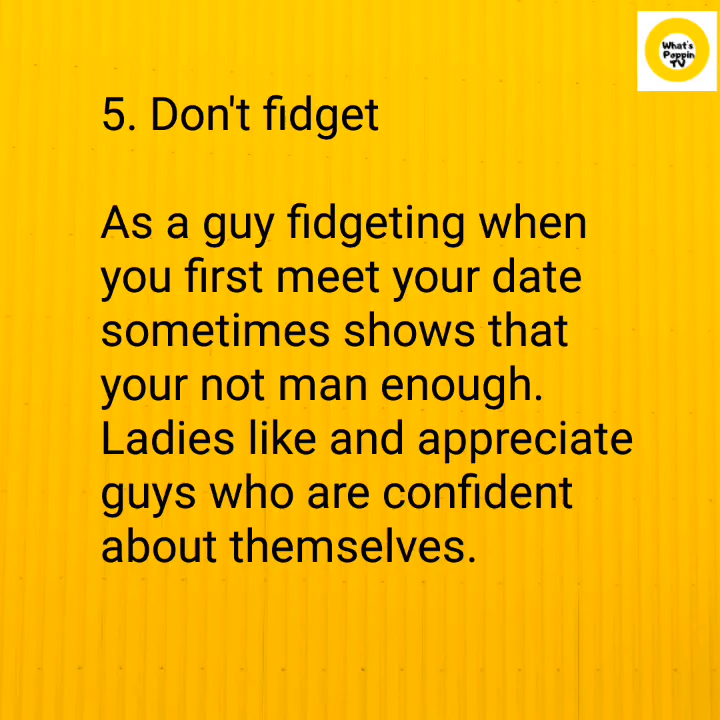 What's
Poppin
TV
5. Don't fidget
As a guy fidgeting when
you first meet your date
sometimes shows that
your not man enough.
Ladies like and appreciate
guys who are confident
about themselves.